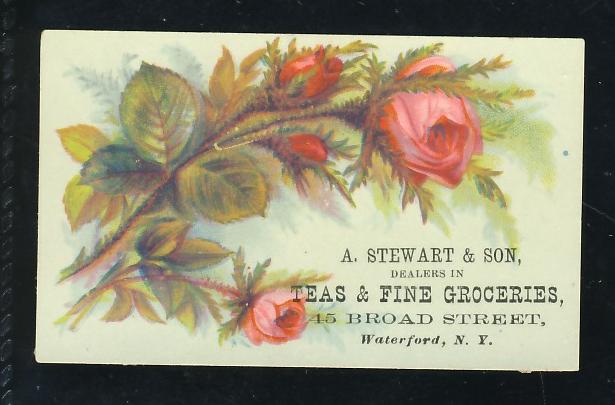 A. STEWART & SON,
DEALERS IN
TEAS & FINE GROCERIES,
45 BROAD STREET,
Waterford, N. Y.